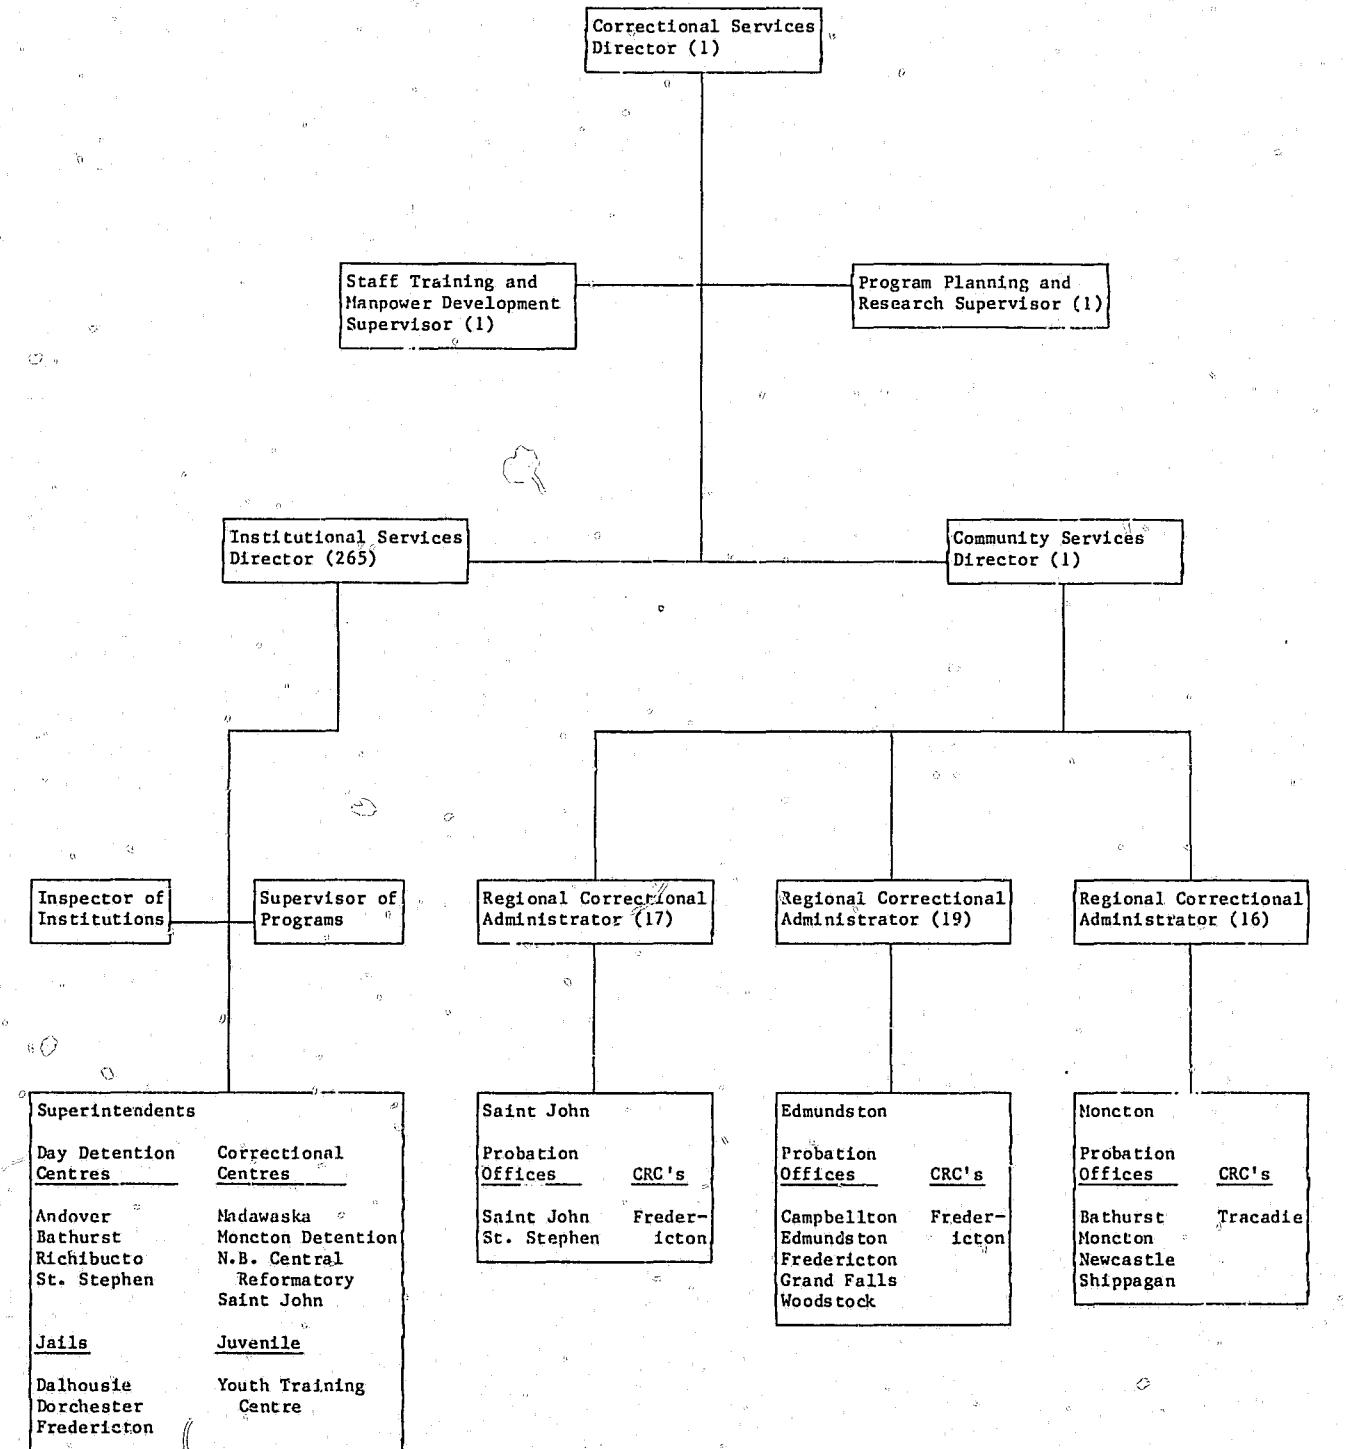 Correctional Services
Director (1)
Staff Training and
Manpower Development
Supervisor (1)
Program Planning and
Research Supervisor (1)
Institutional Services
Director (265)
Community Services
Director (1)
Inspector of
Institutions
Supervisor of
Programs
Regional Correctional
Administrator (17)
Regional Correctional
Administrator (19)
Regional Correctional
Administrator (16)
Superintendents
Day Detention
Centres
Andover
Bathurst
Richibucto
St. Stephen
Correctional
Centres
Madawaska
Moncton Detention
N.B. Central
Reformatory
Saint John
Jails
Dalhousie
Dorchester
Fredericton
Juvenile
Youth Training
Centre
Saint John
Probation
Offices
Saint John
St. Stephen
CRC's
Freder-
icton
Edmundston
Probation
Offices
Campbellton
Edmundston
Fredericton
Grand Falls
Woodstock
CRC's
Freder-
icton
Moncton
Probation
Offices
Bathurst
Moncton
Newcastle
Shippagan
CRC's
Tracadie